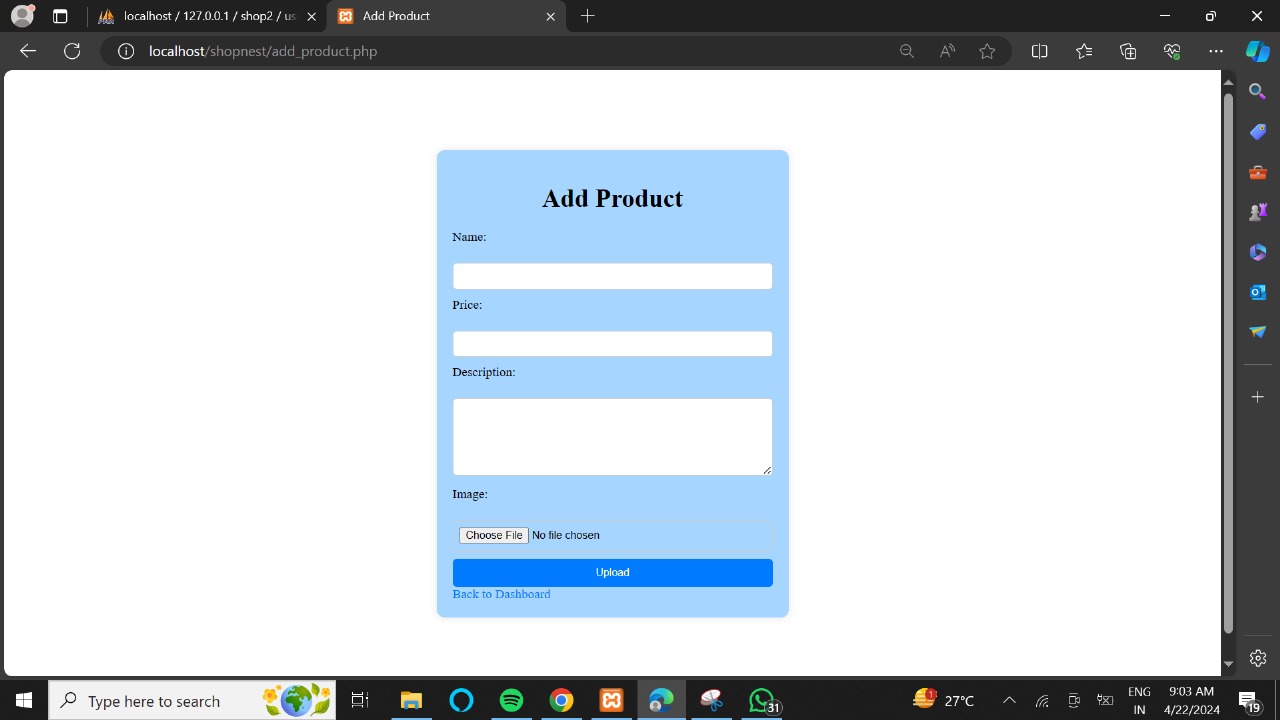 localhost / 127.0.0.1 / shop2 / us
Add Product
localhost/shopnest/add_product.php
Add Product
Name:
Price:
Description:
Image:
Choose File No file chosen
Upload
Back to Dashboard
Type here to search
31
1
27°C
ENG
IN
9:03 AM
4/22/2024
19